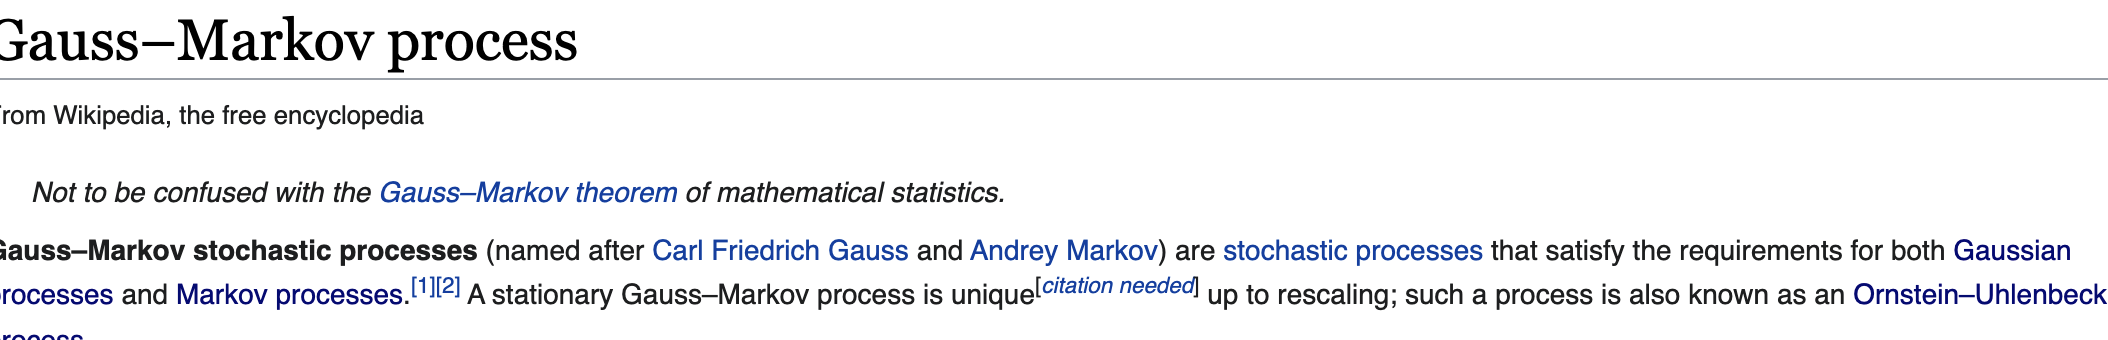 Gauss–Markov process
From Wikipedia, the free encyclopedia
Not to be confused with the Gauss–Markov theorem of mathematical statistics.
Gauss–Markov stochastic processes (named after Carl Friedrich Gauss and Andrey Markov) are stochastic processes that satisfy the requirements for both Gaussian
processes and Markov processes.[1][2] A stationary Gauss–Markov process is unique[citation needed] up to rescaling; such a process is also known as an Ornstein–Uhlenbeck
process.